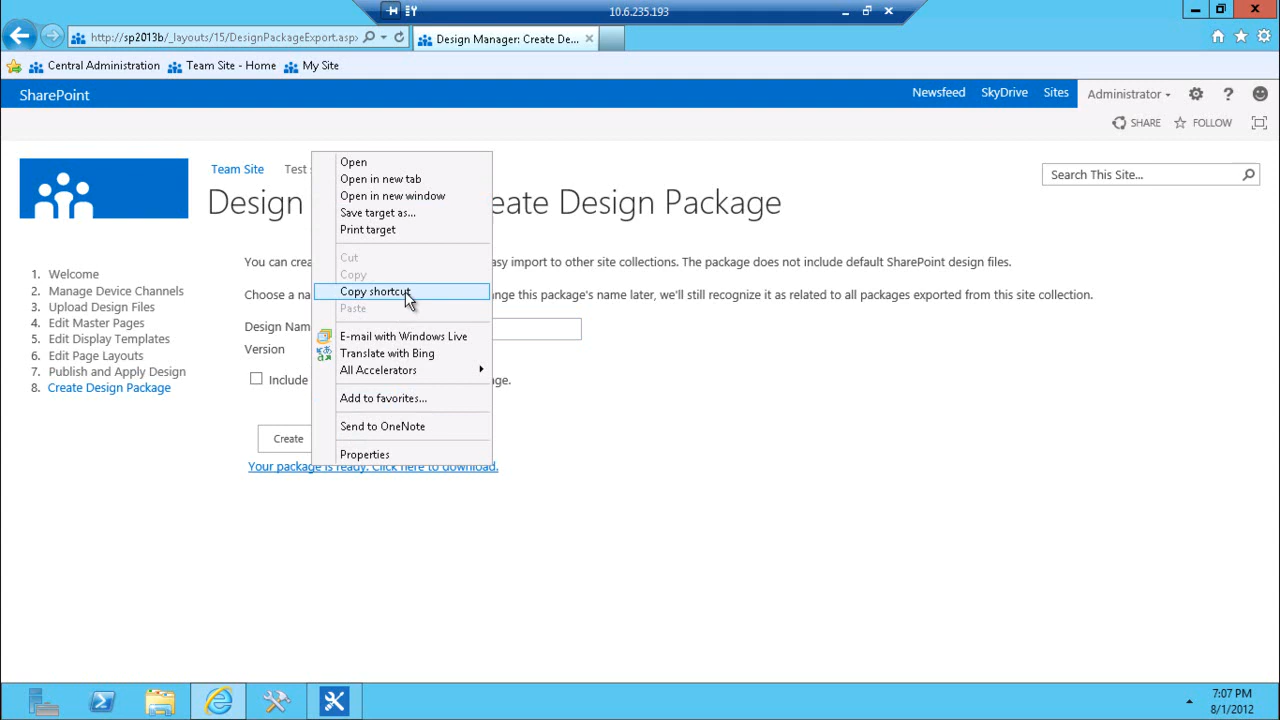 10.6.235.193
http://sp2013b/_layouts/15/DesignPackageExport.aspx
Design Manager: Create De...
Central Administration
Team Site - Home
My Site
SharePoint
Newsfeed
SkyDrive
Sites
Administrator
SHARE
FOLLOW
Team Site
Test
Search This Site...
Design
eate Design Package
1. Welcome
2. Manage Device Channels
3. Upload Design Files
4. Edit Master Pages
5. Edit Display Templates
6. Edit Page Layouts
7. Publish and Apply Design
8. Create Design Package
You can crea
asy import to other site collections. The package does not include default SharePoint design files.
Choose a na
ange this package's name later, we'll still recognize it as related to all packages exported from this site collection.
Design Nam
Version
Include
ge.
Create
Your package is ready. Click here to download.
Open
Open in new tab
Open in new window
Save target as...
Print target
Cut
Copy
Copy shortcut
Paste
E-mail with Windows Live
Translate with Bing
All Accelerators
Add to favorites...
Send to OneNote
Properties
7:07 PM
8/1/2012